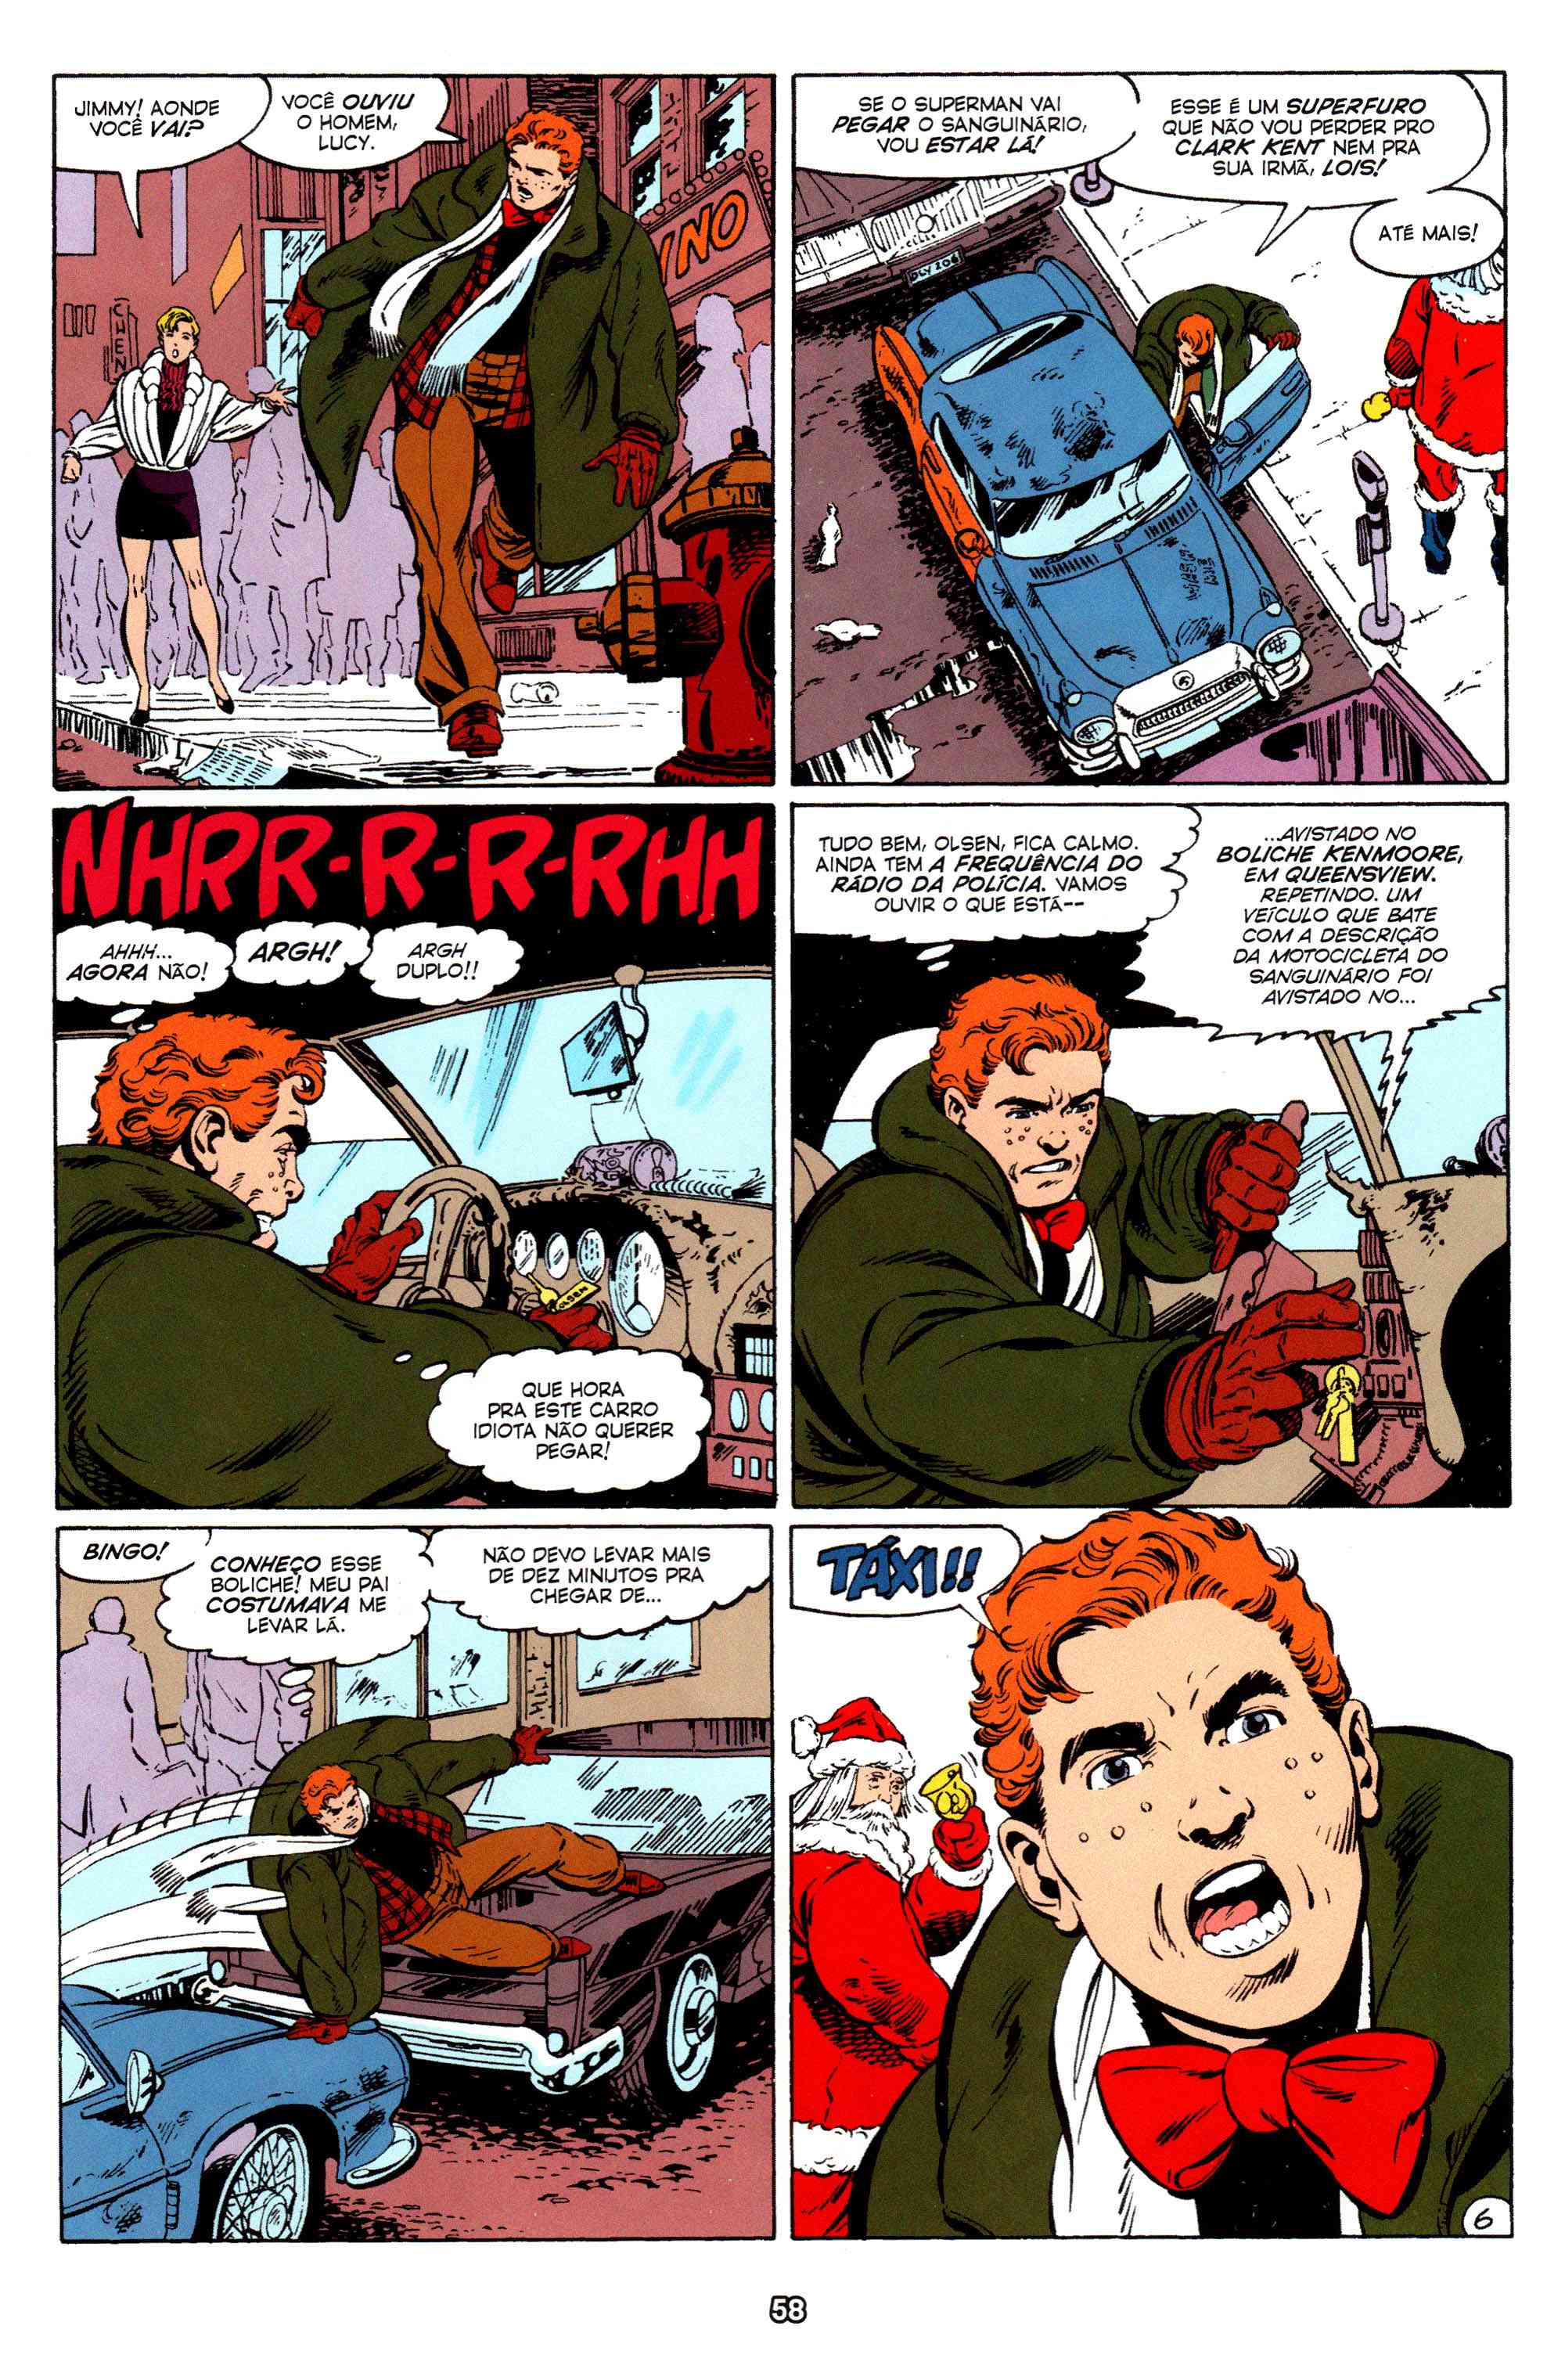 JIMMY! AONDE
VOCÊ VAI?
VOCÊ OUVIU
O HOMEM,
LUCY.
CHEN
NO
SE O SUPERMAN VAI
PEGAR O SANGUINÁRIO,
VOU ESTAR LÁ!
ESSE É UM SUPERFURO
QUE NÃO VOU PERDER PRO
CLARK KENT NEM PRA
SUA IRMÃ, LOIS!
ATÉ MAIS!
DLY 206
NHRR-R-R-RHH
AHHH...
AGORA NÃO!
ARGH!
ARGH
DUPLO!!
OLSEN
QUE HORA
PRA ESTE CARRO
IDIOTA NÃO QUERER
PEGAR!
TUDO BEM, OLSEN, FICA CALMO.
AINDA TEM A FREQUÊNCIA DO
RÁDIO DA POLÍCIA. VAMOS
OUVIR O QUE ESTÁ--
...AVISTADO NO
BOLICHE KENMOORE,
EM QUEENSVIEW.
REPETINDO. UM
VEÍCULO QUE BATE
COM A DESCRIÇÃO
DA MOTOCICLETA DO
SANGUINÁRIO FOI
AVISTADO NO...
BINGO!
CONHEÇO ESSE
BOLICHE! MEU PAI
COSTUMAVA ME
LEVAR LÁ.
NÃO DEVO LEVAR MAIS
DE DEZ MINUTOS PRA
CHEGAR DE...
TÁXI!!
6
58